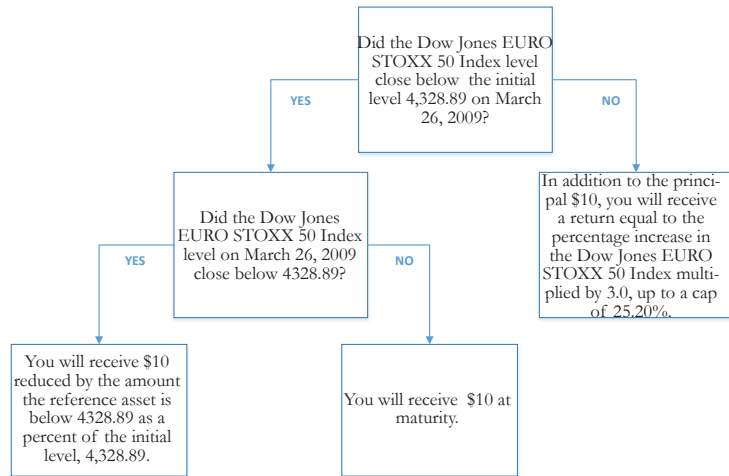 Did the Dow Jones EURO
STOXX 50 Index level
close below the initial
level 4,328.89 on March
26, 2009?
YES
NO
Did the Dow Jones
EURO STOXX 50 Index
level on March 26, 2009
close below 4328.89?
In addition to the princi-
pal $10, you will receive
a return equal to the
percentage increase in
the Dow Jones EURO
STOXX 50 Index multi-
plied by 3.0, up to a cap
of 25.20%.
YES
NO
You will receive $10
reduced by the amount
the reference asset is
below 4328.89 as a
percent of the initial
level, 4,328.89.
You will receive $10 at
maturity.